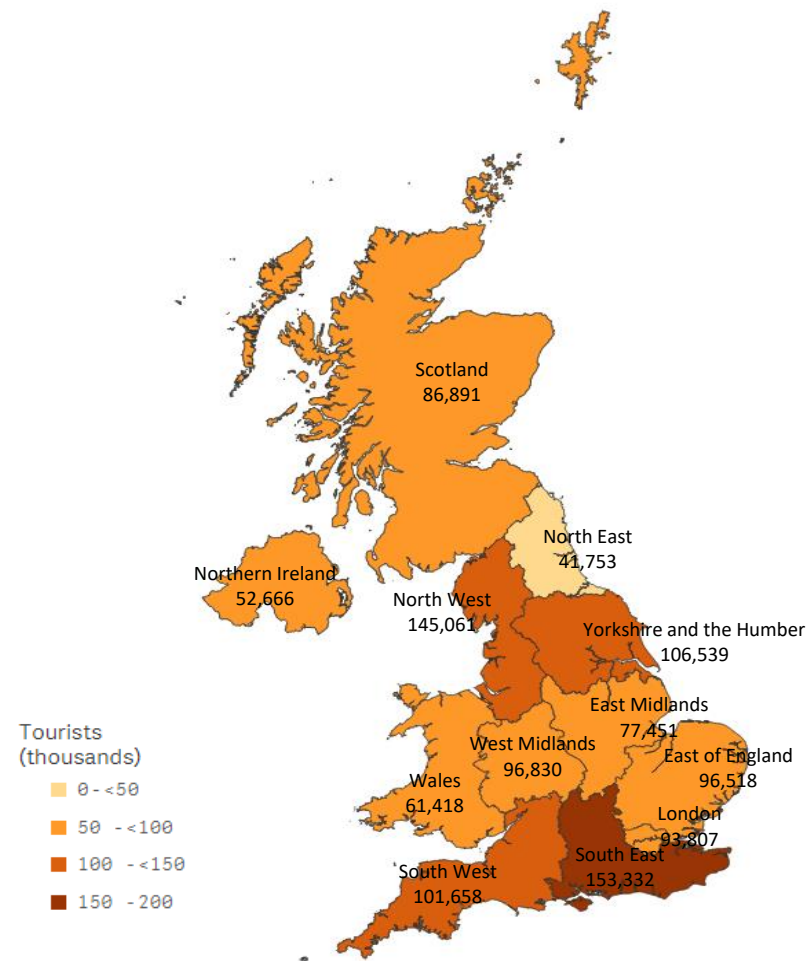 Scotland
86,891
North East
41,753
Northern Ireland
52,666
North West
145,061
Yorkshire and the Humber
106,539
East Midlands
77,451
West Midlands
96,830
East of England
96,518
Wales
61,418
London
93,807
South East
153,332
South West
101,658
Tourists
(thousands)
0-<50
50 -<100
100 -<150
150 -200